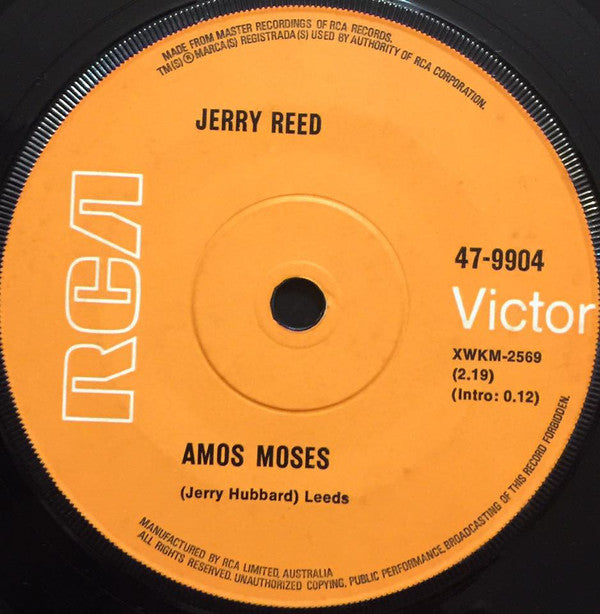 MADE FROM MASTER RECORDINGS OF RCA RECORDS.
TM(S) ® MARCA(S) REGISTRADA(S) USED BY AUTHORITY OF RCA CORPORATION.
JERRY REED
RCA
47-9904
Victor
XWKM-2569
(2.19)
(Intro: 0.12)
AMOS MOSES
(Jerry Hubbard) Leeds
MANUFACTURED BY RCA LIMITED, AUSTRALIA
ALL RIGHTS RESERVED. UNAUTHORIZED COPYING, PUBLIC PERFORMANCE, BROADCASTING OF THIS RECORD FORBIDDEN.